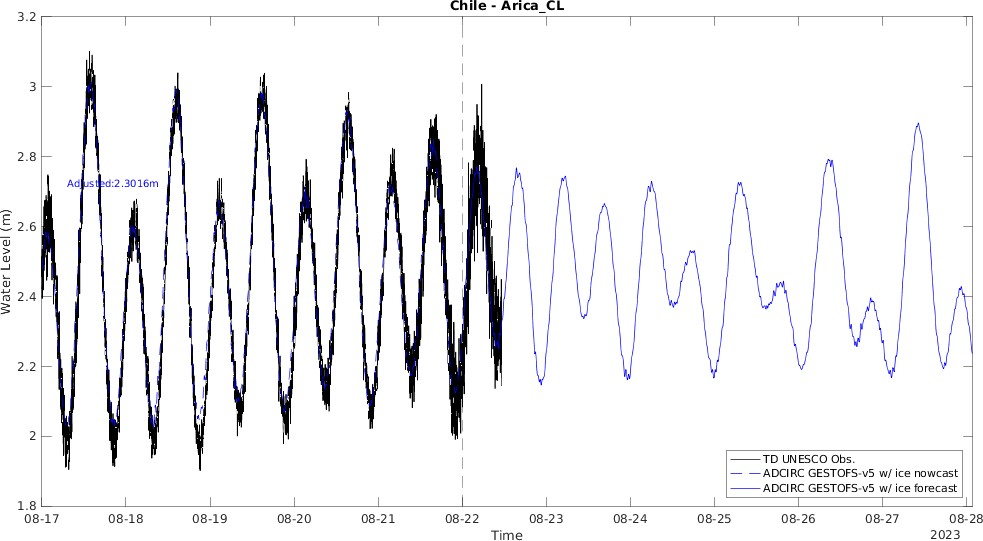 Chile - Arica_CL
3.2
3
2.8
2.6
2.4
2.2
2
1.8
Water Level (m)
Adjusted:2.3016m
TD UNESCO Obs.
ADCIRC GESTOFS-v5 w/ ice nowcast
ADCIRC GESTOFS-v5 w/ ice forecast
08-17 08-18 08-19 08-20 08-21 08-22 08-23 08-24 08-25 08-26 08-27 08-28
Time
2023